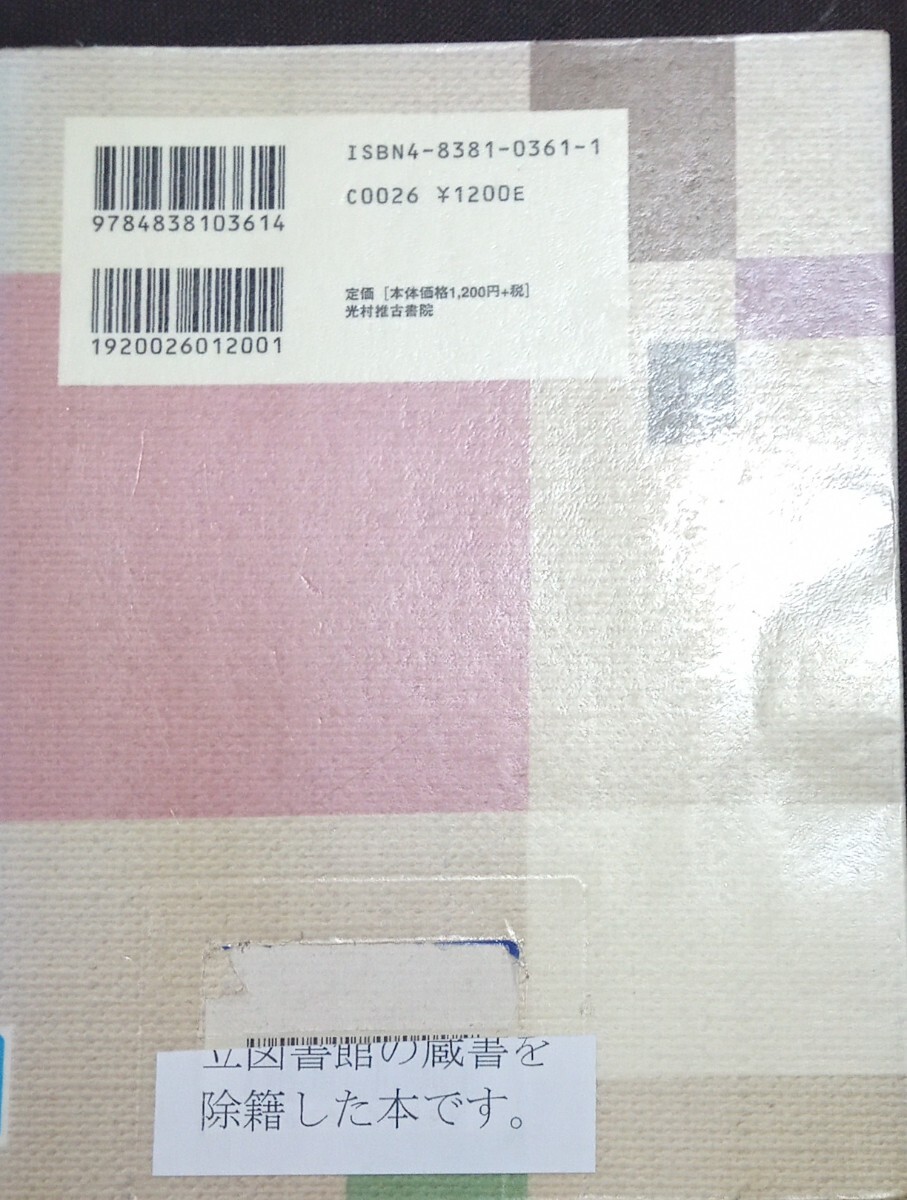 ISBN4-8381-0361-1
C0026 ¥1200E
9784838103614
定価 [本体価格1,200円+税]
光村推古書院
1920026012001
立図書館の蔵書を
除籍した本です。